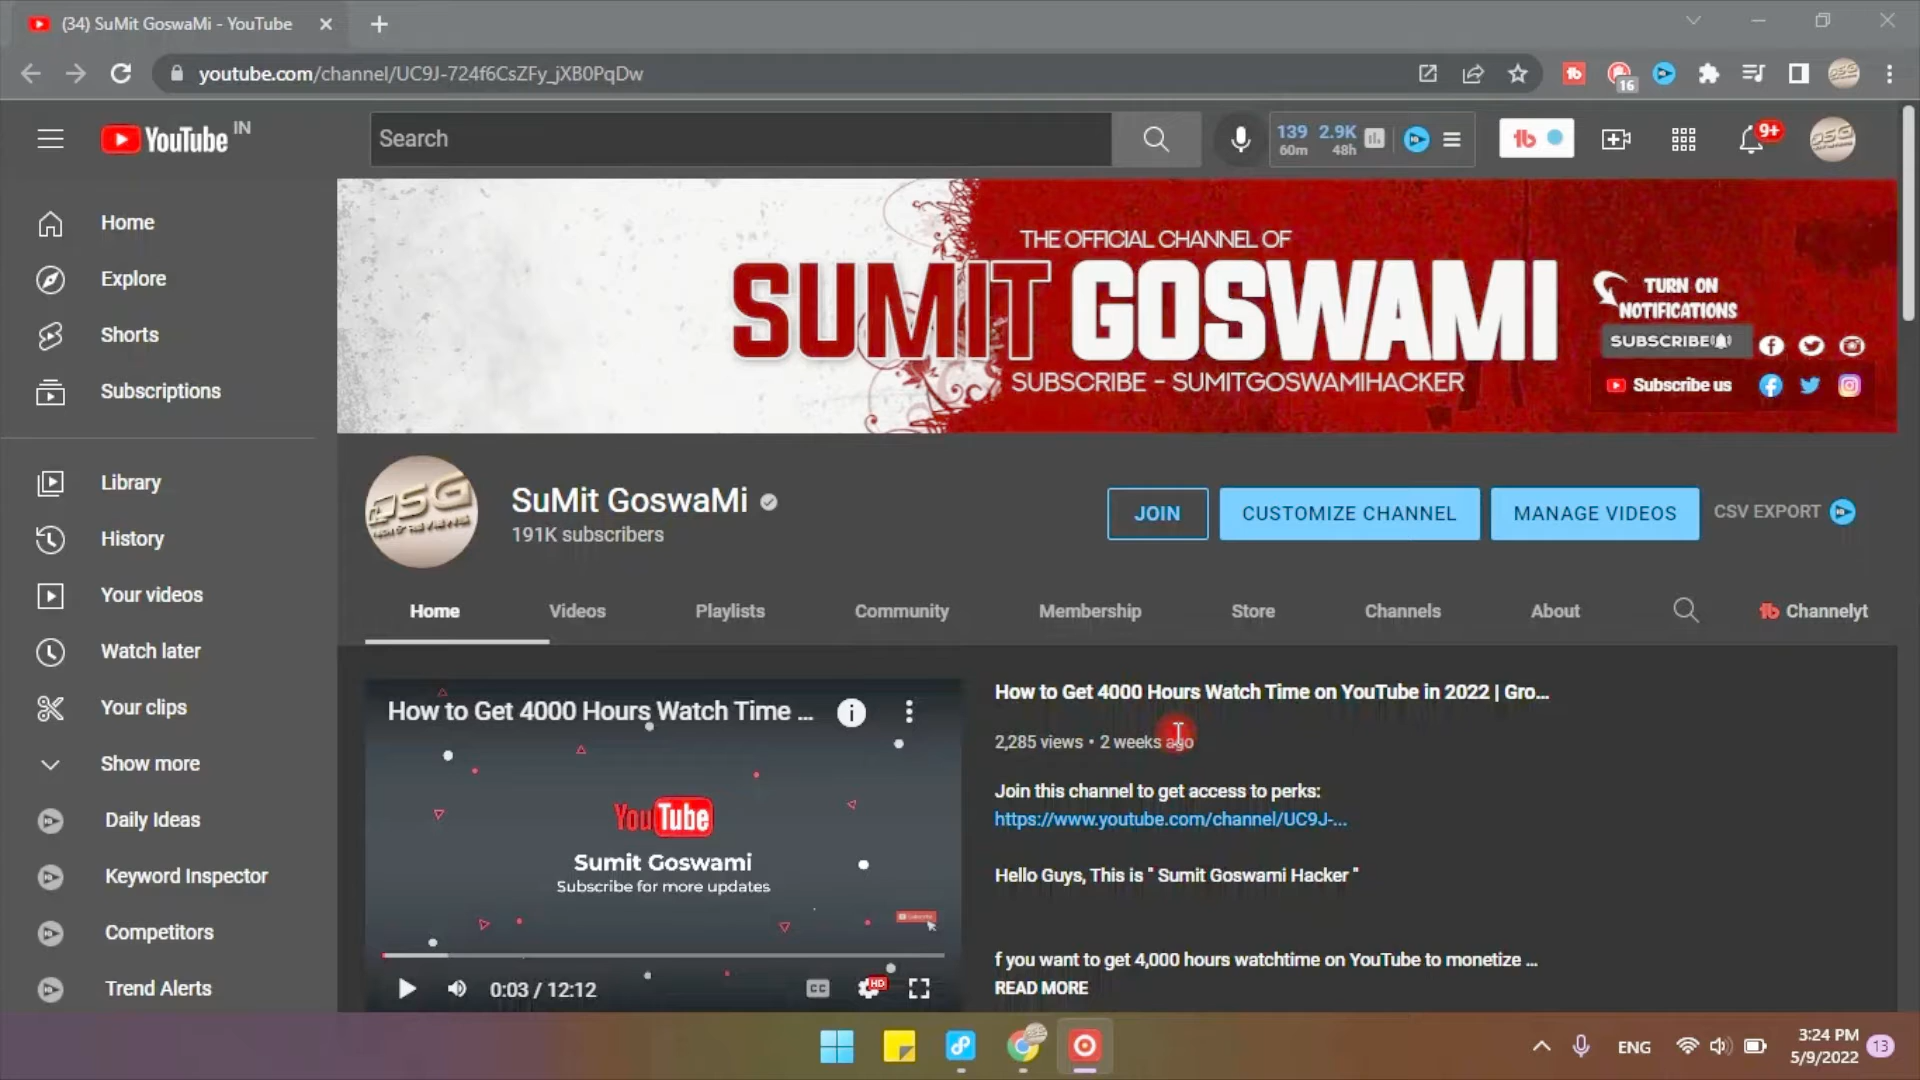 (34) SuMit GoswaMi - YouTube
youtube.com/channel/UC9J-724f6CsZFy_jXB0PqDw
16
YouTube IN
Search
139 2.9K
60m 48h
9+
Home
Explore
Shorts
Subscriptions
Library
History
Your videos
Watch later
Your clips
Show more
Daily Ideas
Keyword Inspector
Competitors
Trend Alerts
THE OFFICIAL CHANNEL OF
SUMIT GOSWAMI
SUBSCRIBE - SUMITGOSWAMIHACKER
TURN ON
NOTIFICATIONS
SUBSCRIBE
Subscribe us
SuMit GoswaMi
191K subscribers
JOIN
CUSTOMIZE CHANNEL
MANAGE VIDEOS
CSV EXPORT
Home Videos Playlists Community Membership Store Channels About Channelyt
How to Get 4000 Hours Watch Time ...
YouTube
Sumit Goswami
Subscribe for more updates
0:03 / 12:12
CC
HD
How to Get 4000 Hours Watch Time on YouTube in 2022 | Gro...
2,285 views • 2 weeks ago
Join this channel to get access to perks:
https://www.youtube.com/channel/UC9J-...
Hello Guys, This is " Sumit Goswami Hacker "
f you want to get 4,000 hours watchtime on YouTube to monetize ...
READ MORE
ENG
3:24 PM
5/9/2022
13